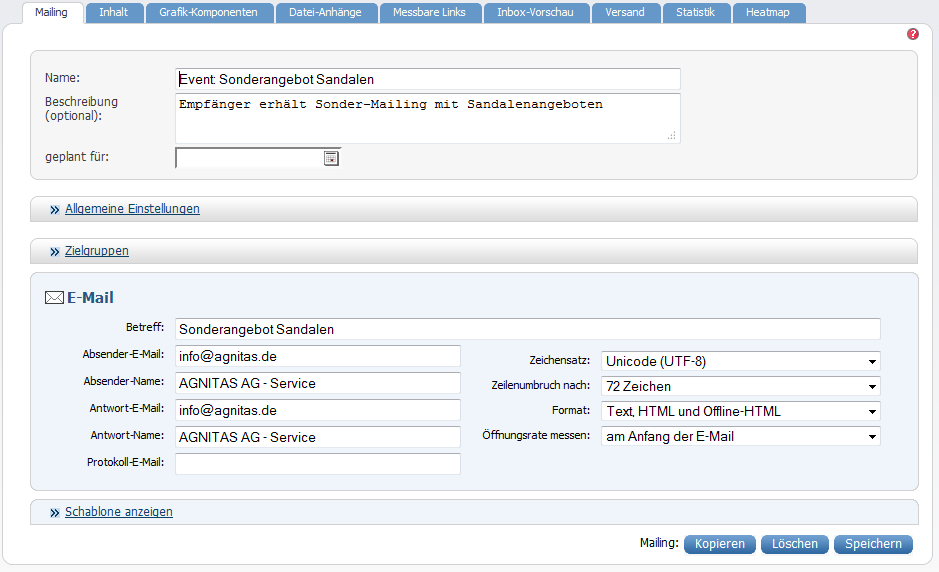 Mailing Inhalt Grafik-Komponenten Datei-Anhänge Messbare Links Inbox-Vorschau Versand Statistik Heatmap
?
Name: Event: Sonderangebot Sandalen
Beschreibung (optional): Empfänger erhält Sonder-Mailing mit Sandalenangeboten
geplant für:
Allgemeine Einstellungen
Zielgruppen
E-Mail
Betreff: Sonderangebot Sandalen
Absender-E-Mail: info@agnitas.de
Zeichensatz: Unicode (UTF-8)
Absender-Name: AGNITAS AG - Service
Zeilenumbruch nach: 72 Zeichen
Antwort-E-Mail: info@agnitas.de
Format: Text, HTML und Offline-HTML
Antwort-Name: AGNITAS AG - Service
Öffnungsrate messen: am Anfang der E-Mail
Protokoll-E-Mail:
Schablone anzeigen
Mailing: Kopieren Löschen Speichern